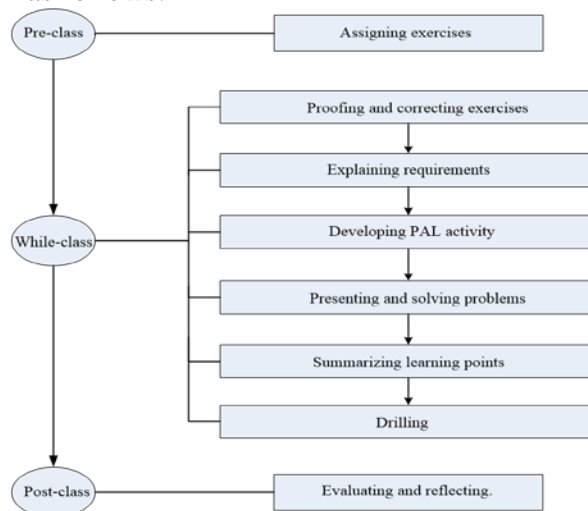 Pre-class
Assigning exercises
Proofing and correcting exercises
Explaining requirements
Developing PAL activity
While-class
Presenting and solving problems
Summarizing learning points
Drilling
Post-class
Evaluating and reflecting.